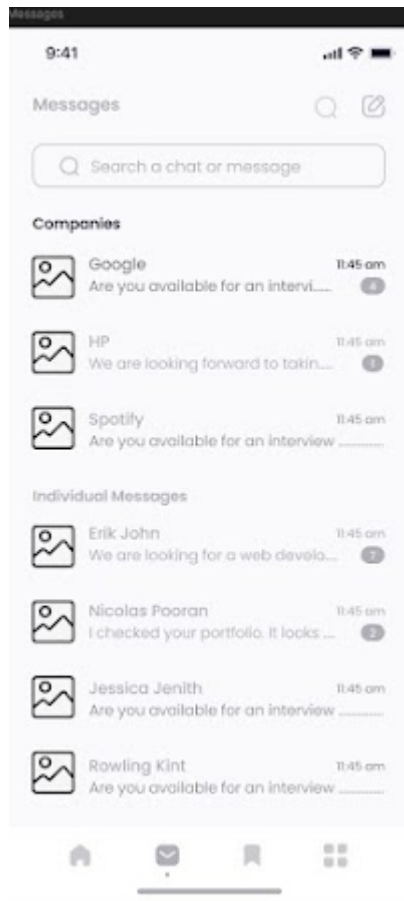 Messages
9:41
Messages
Search a chat or message
Companies
Google 11:45 am
Are you available for an intervi..... 4
HP 11:45 am
We are looking forward to takin.... 1
Spotify 11:45 am
Are you available for an interview ............
Individual Messages
Erik John 11:45 am
We are looking for a web develo... 7
Nicolas Pooran 11:45 am
I checked your portfolio. It looks ... 2
Jessica Jenith 11:45 am
Are you available for an interview ............
Rowling Kint 11:45 am
Are you available for an interview ............